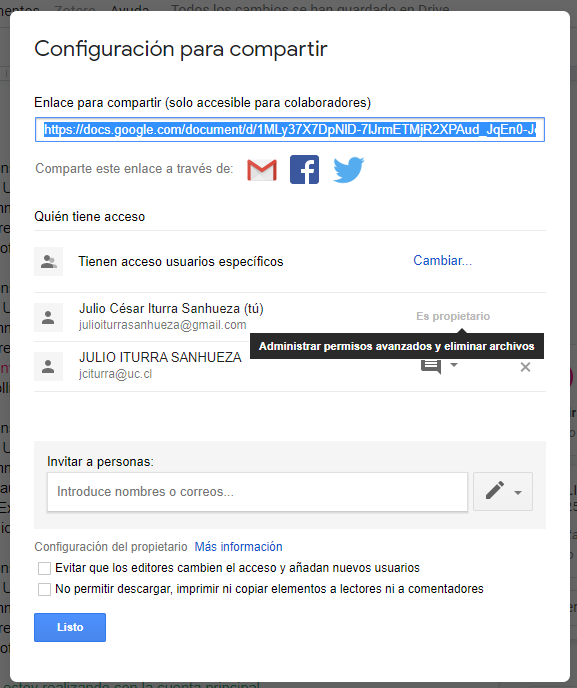 Todos los cambios se han guardado en Drive
Zotero
Ayuda
Configuración para compartir
Enlace para compartir (solo accesible para colaboradores)
https://docs.google.com/document/d/1MLy37X7DpNlD-7lJrmETMjR2XPAud_JqEn0-J
Comparte este enlace a través de:
Quién tiene acceso
Tienen acceso usuarios específicos
Cambiar...
Julio César Iturra Sanhueza (tú)
Es propietario
julioiturrasanhueza@gmail.com
Administrar permisos avanzados y eliminar archivos
JULIO ITURRA SANHUEZA
jciturra@uc.cl
Invitar a personas:
Introduce nombres o correos...
Configuración del propietario Más información
Evitar que los editores cambien el acceso y añadan nuevos usuarios
No permitir descargar, imprimir ni copiar elementos a lectores ni a comentadores
Listo
estoy realizando con la cuenta principal